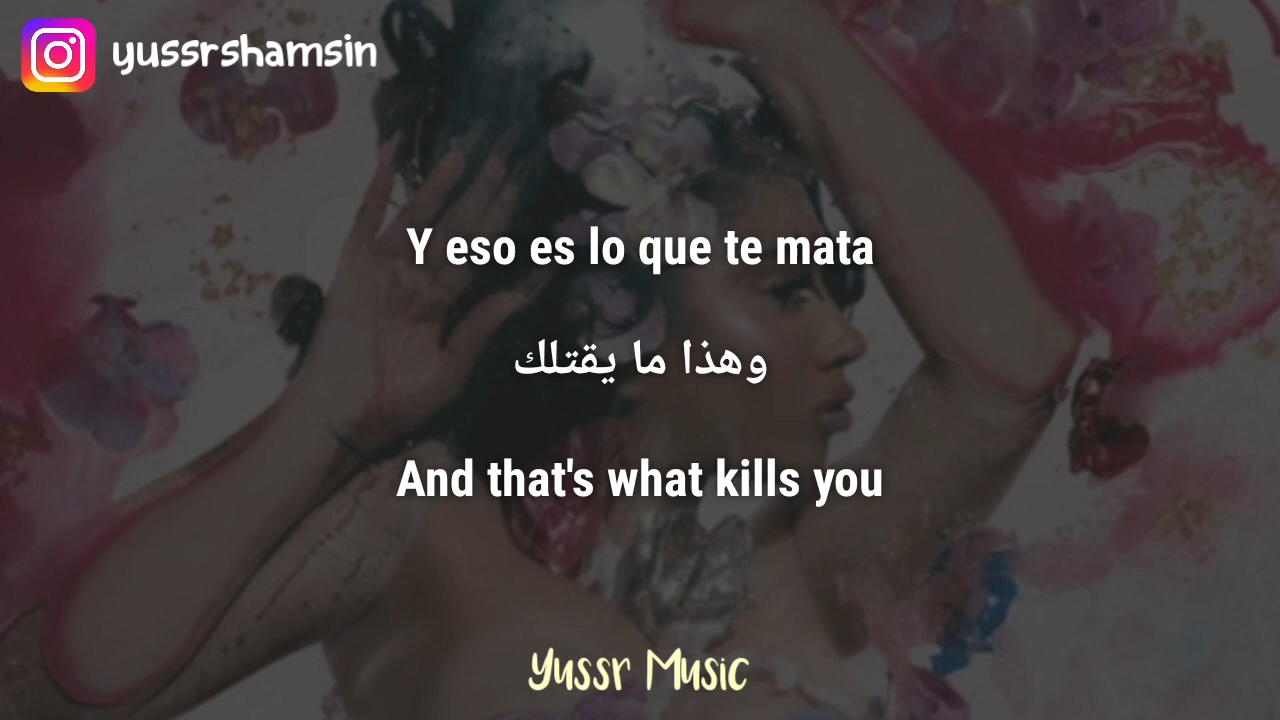 yussrshamsin
Y eso es lo que te mata
وهذا ما يقتلك
And that's what kills you
Yussr Music